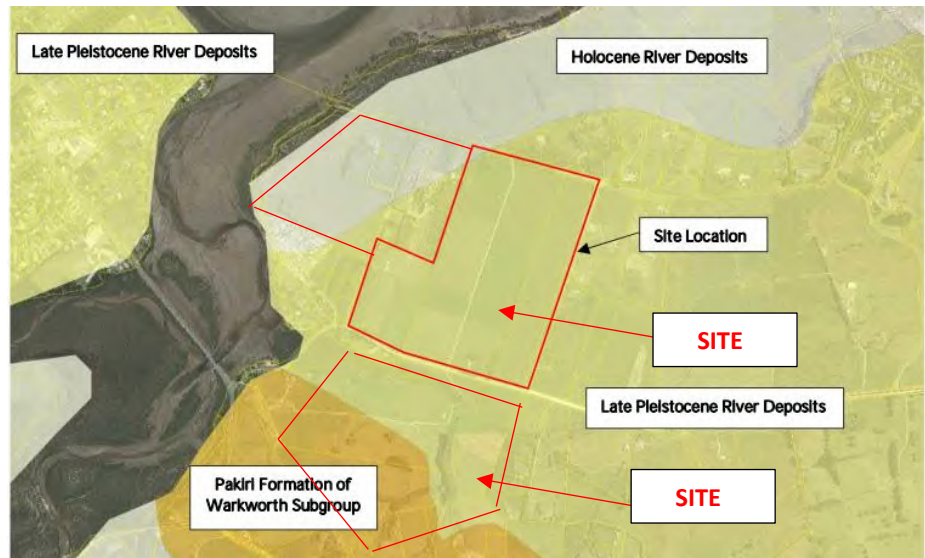 Late Pleistocene River Deposits
Holocene River Deposits
Site Location
SITE
Late Pleistocene River Deposits
Pakiri Formation of
Warkworth Subgroup
SITE